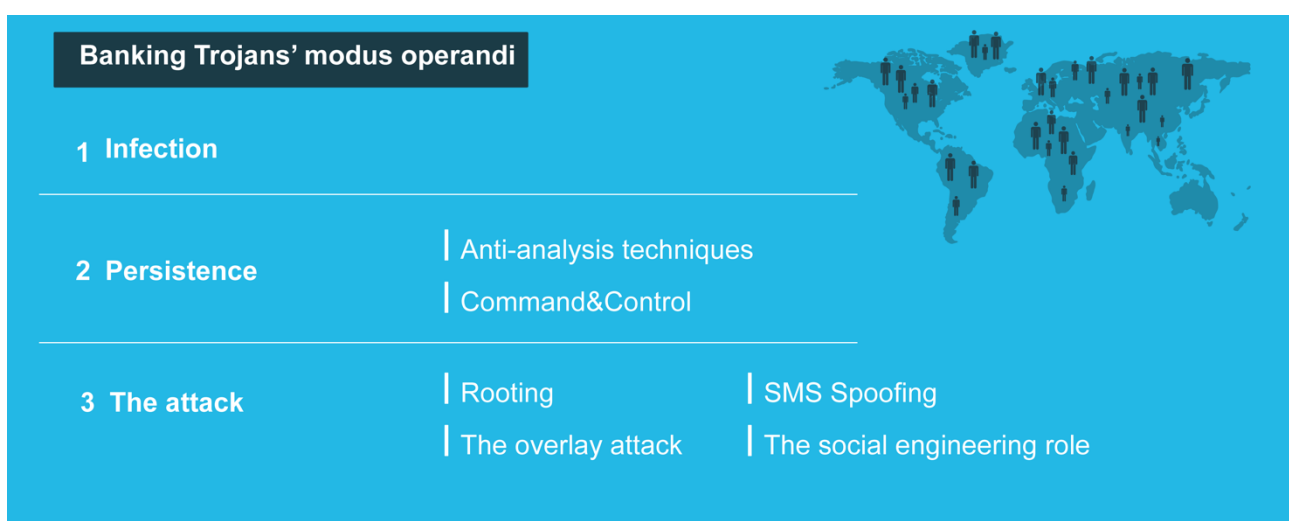 Banking Trojans’ modus operandi
1 Infection
2 Persistence
Anti-analysis techniques
Command&Control
3 The attack
Rooting
SMS Spoofing
The overlay attack
The social engineering role